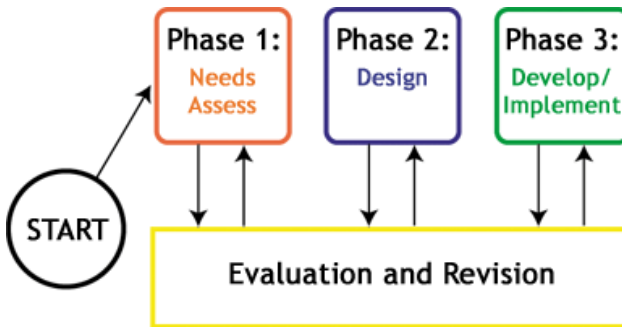 Phase 1:
Needs
Assess
Phase 2:
Design
Phase 3:
Develop/
Implement
START
Evaluation and Revision